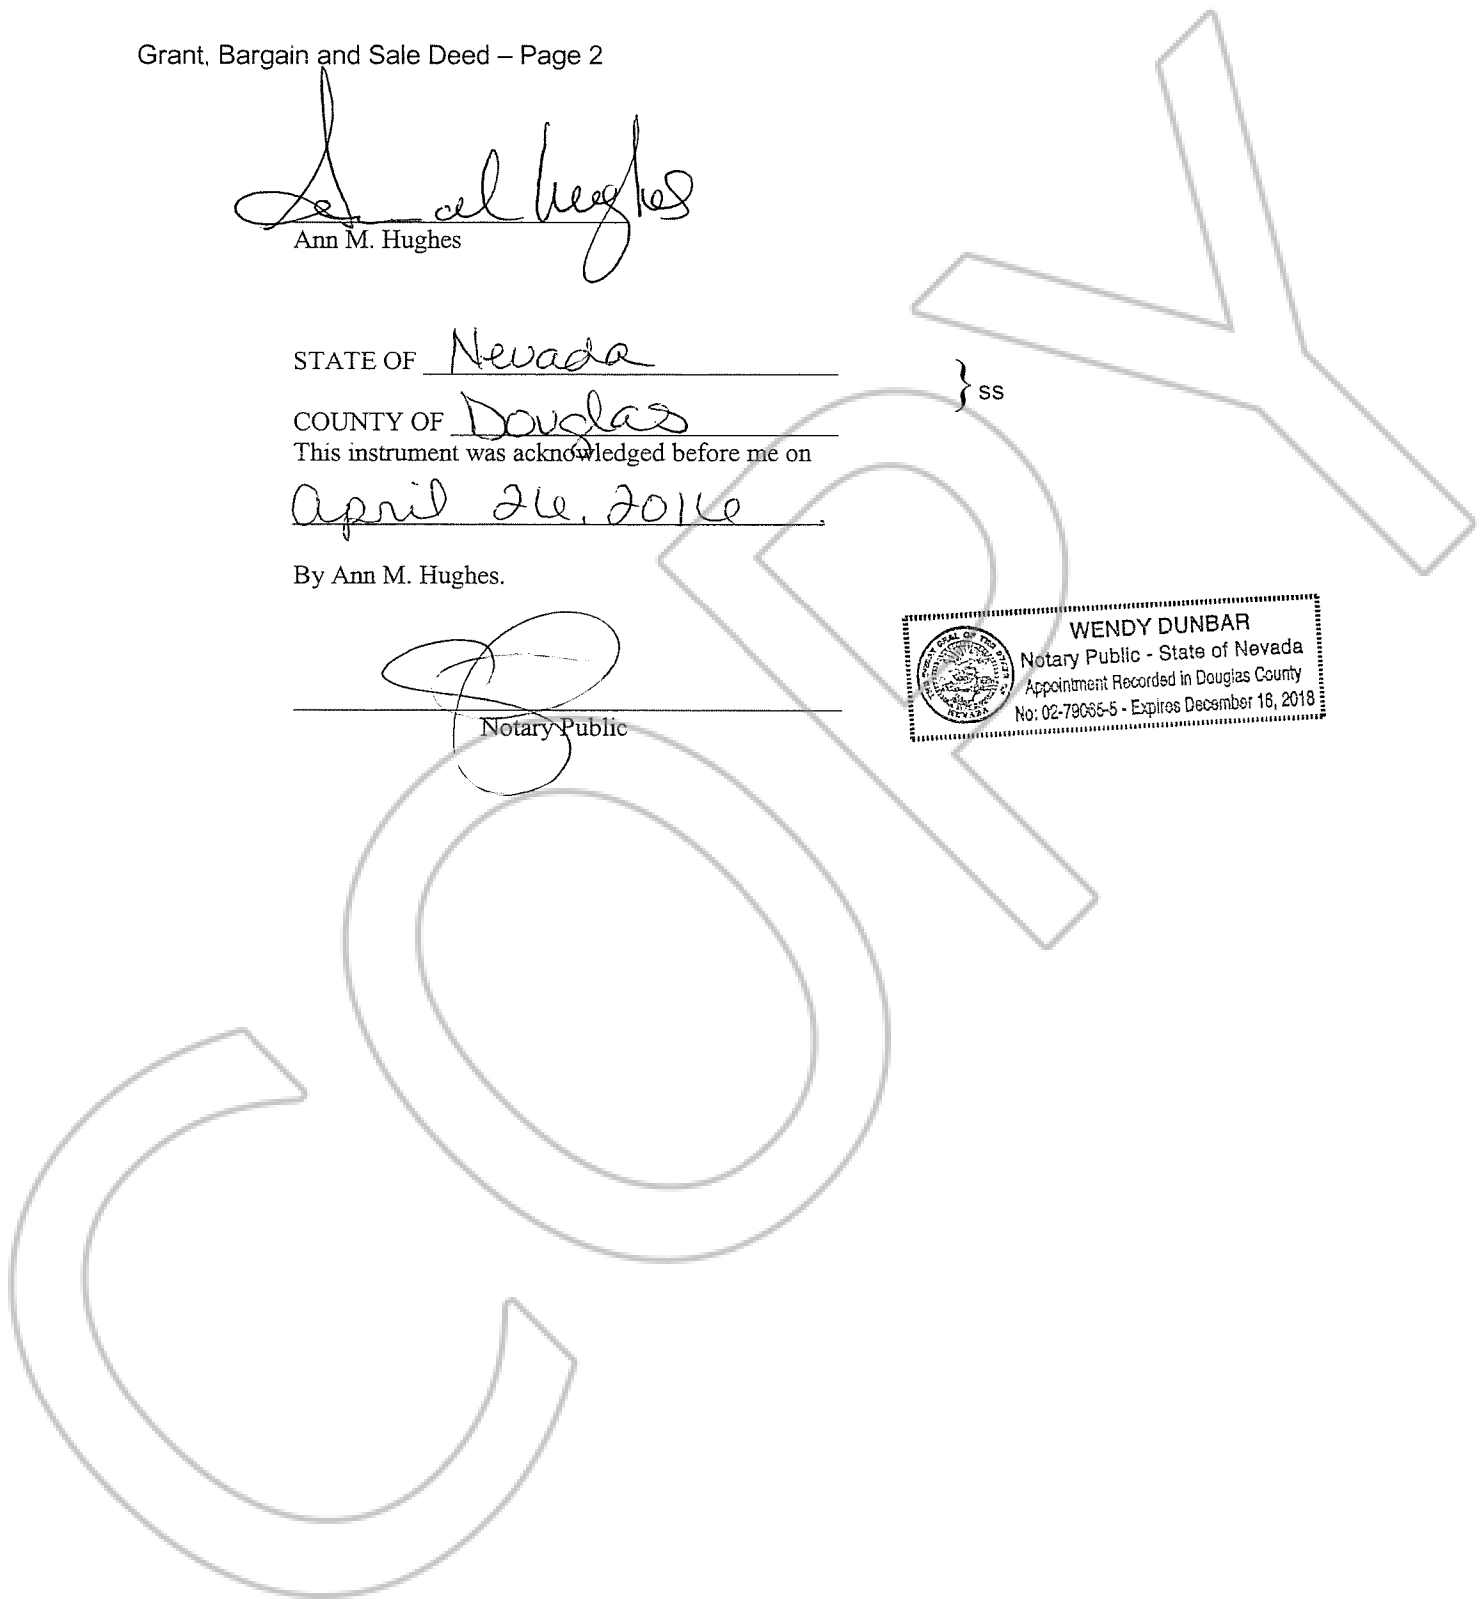 Grant, Bargain and Sale Deed – Page 2
Hughes
Ann M. Hughes
STATE OF Nevada
} ss
COUNTY OF Douglas
This instrument was acknowledged before me on
April 26, 2016.
By Ann M. Hughes.
WENDY DUNBAR
Notary Public - State of Nevada
Appointment Recorded in Douglas County
No: 02-79065-5 - Expires December 16, 2018
Notary Public
COPY